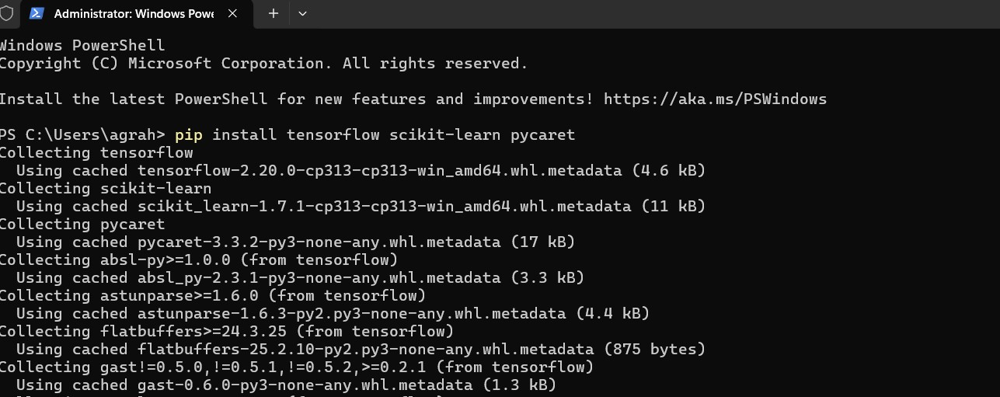 Administrator: Windows Powe
Windows PowerShell
Copyright (C) Microsoft Corporation. All rights reserved.
Install the latest PowerShell for new features and improvements! https://aka.ms/PSWindows
PS C:\Users\agrah> pip install tensorflow scikit-learn pycaret
Collecting tensorflow
Using cached tensorflow-2.20.0-cp313-cp313-win_amd64.whl.metadata (4.6 kB)
Collecting scikit-learn
Using cached scikit_learn-1.7.1-cp313-cp313-win_amd64.whl.metadata (11 kB)
Collecting pycaret
Using cached pycaret-3.3.2-py3-none-any.whl.metadata (17 kB)
Collecting absl-py>=1.0.0 (from tensorflow)
Using cached absl_py-2.3.1-py3-none-any.whl.metadata (3.3 kB)
Collecting astunparse>=1.6.0 (from tensorflow)
Using cached astunparse-1.6.3-py2.py3-none-any.whl.metadata (4.4 kB)
Collecting flatbuffers>=24.3.25 (from tensorflow)
Using cached flatbuffers-25.2.10-py2.py3-none-any.whl.metadata (875 bytes)
Collecting gast!=0.5.0,!=0.5.1,!=0.5.2,>=0.2.1 (from tensorflow)
Using cached gast-0.6.0-py3-none-any.whl.metadata (1.3 kB)